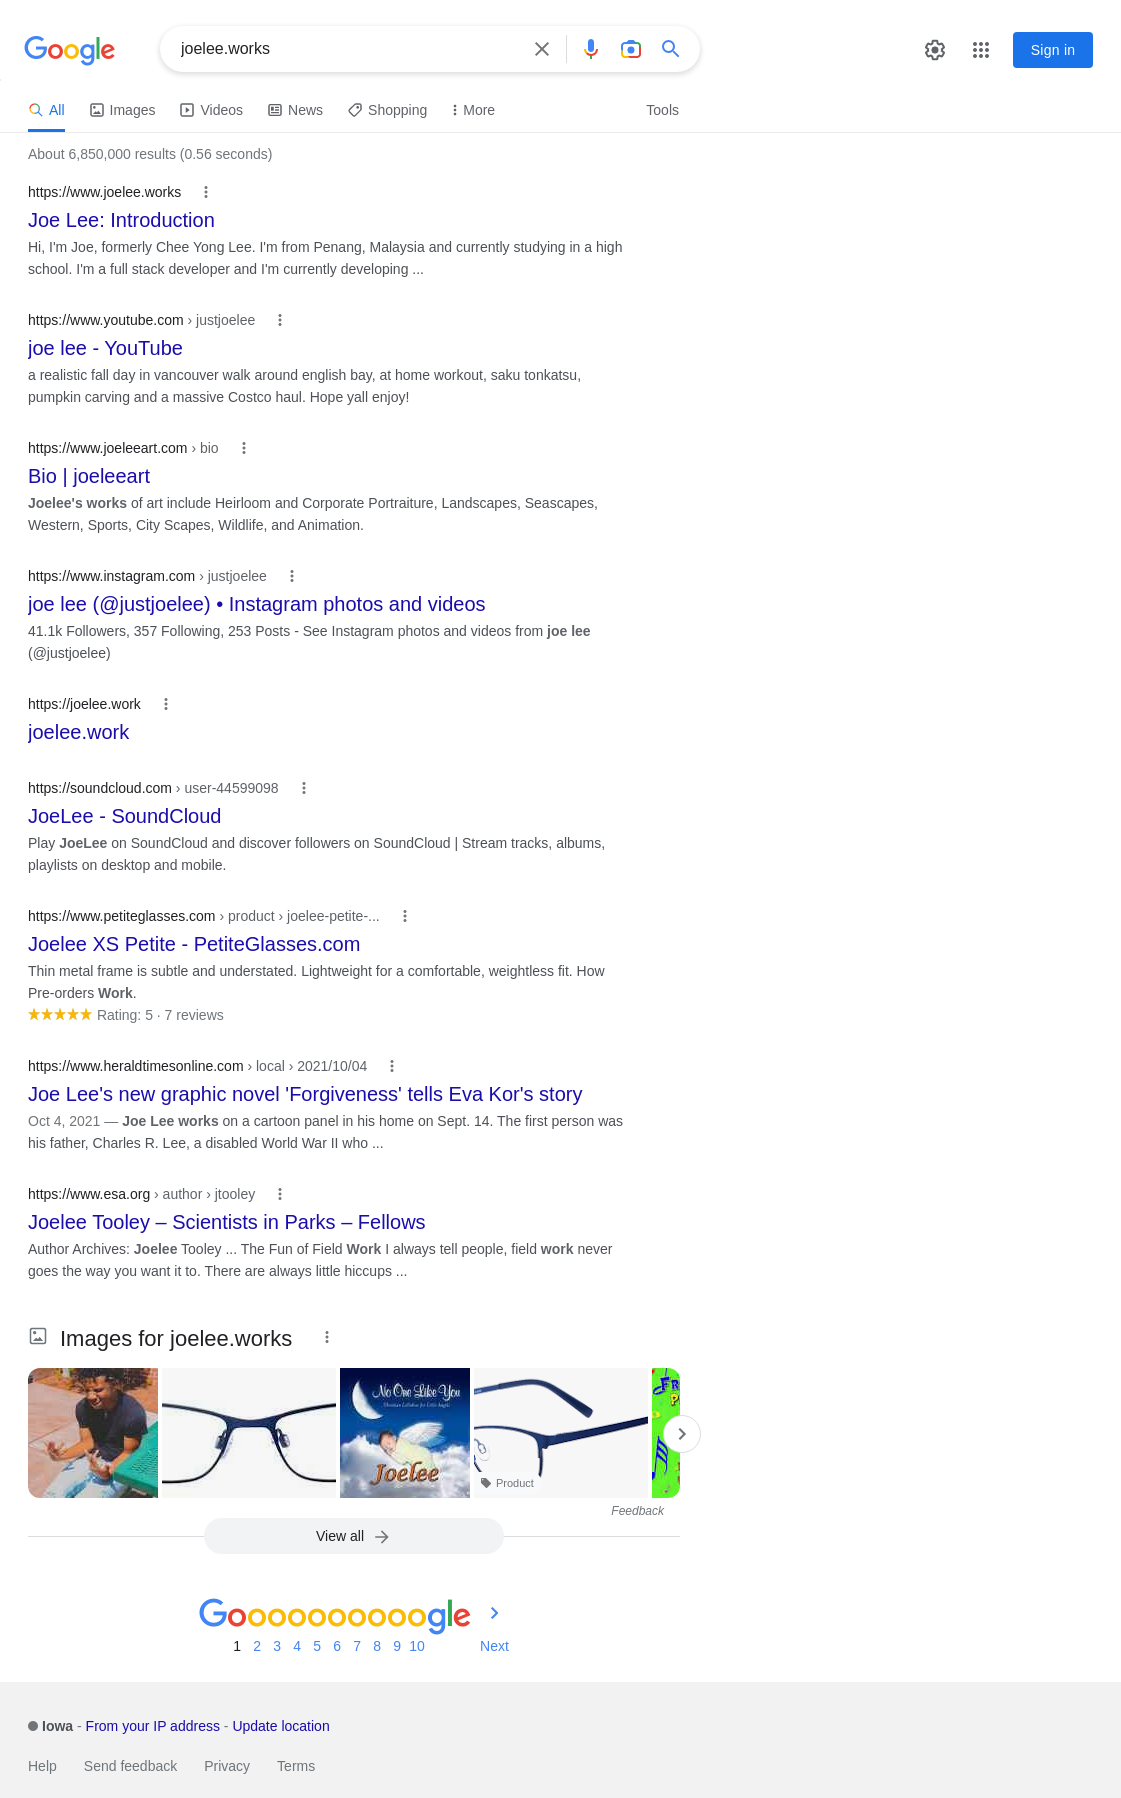 Google
joelee.works
Sign in
All
Images
Videos
News
Shopping
More
Tools
About 6,850,000 results (0.56 seconds)
https://www.joelee.works
Joe Lee: Introduction
Hi, I'm Joe, formerly Chee Yong Lee. I'm from Penang, Malaysia and currently studying in a high
school. I'm a full stack developer and I'm currently developing ...
https://www.youtube.com › justjoelee
joe lee - YouTube
a realistic fall day in vancouver walk around english bay, at home workout, saku tonkatsu,
pumpkin carving and a massive Costco haul. Hope yall enjoy!
https://www.joeleeart.com › bio
Bio | joeleeart
Joelee's works of art include Heirloom and Corporate Portraiture, Landscapes, Seascapes,
Western, Sports, City Scapes, Wildlife, and Animation.
https://www.instagram.com › justjoelee
joe lee (@justjoelee) • Instagram photos and videos
41.1k Followers, 357 Following, 253 Posts - See Instagram photos and videos from joe lee
(@justjoelee)
https://joelee.work
joelee.work
https://soundcloud.com › user-44599098
JoeLee - SoundCloud
Play JoeLee on SoundCloud and discover followers on SoundCloud | Stream tracks, albums,
playlists on desktop and mobile.
https://www.petiteglasses.com › product › joelee-petite-...
Joelee XS Petite - PetiteGlasses.com
Thin metal frame is subtle and understated. Lightweight for a comfortable, weightless fit. How
Pre-orders Work.
Rating: 5 · 7 reviews
https://www.heraldtimesonline.com › local › 2021/10/04
Joe Lee's new graphic novel 'Forgiveness' tells Eva Kor's story
Oct 4, 2021 — Joe Lee works on a cartoon panel in his home on Sept. 14. The first person was
his father, Charles R. Lee, a disabled World War II who ...
https://www.esa.org › author › jtooley
Joelee Tooley – Scientists in Parks – Fellows
Author Archives: Joelee Tooley ... The Fun of Field Work I always tell people, field work never
goes the way you want it to. There are always little hiccups ...
Images for joelee.works
No One Like You
Christian Lullabies for Little Angels
Joelee
Product
Feedback
View all
Goooooooooogle
1 2 3 4 5 6 7 8 9 10 Next
Iowa - From your IP address - Update location
Help Send feedback Privacy Terms